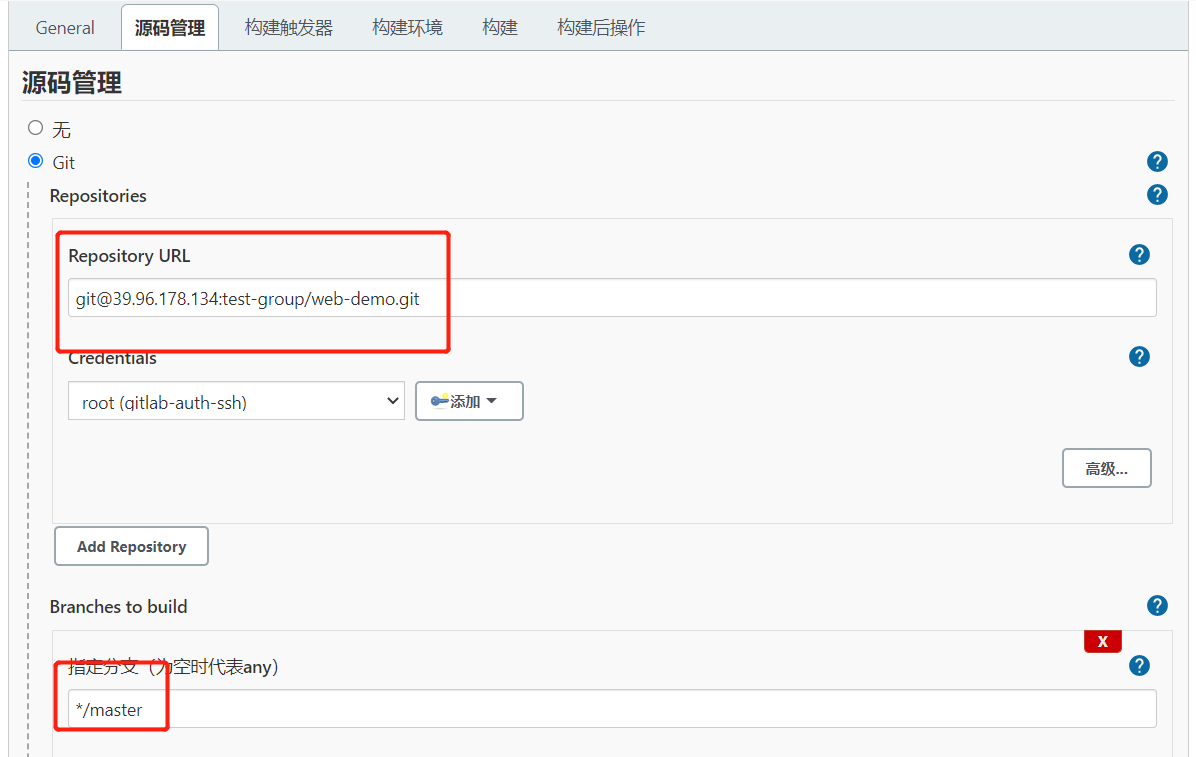 General 源码管理 构建触发器 构建环境 构建 构建后操作
源码管理
无
Git
Repositories
Repository URL
git@39.96.178.134:test-group/web-demo.git
Credentials
root (gitlab-auth-ssh)
添加
高级...
Add Repository
Branches to build
X
指定分支（为空时代表any）
*/master